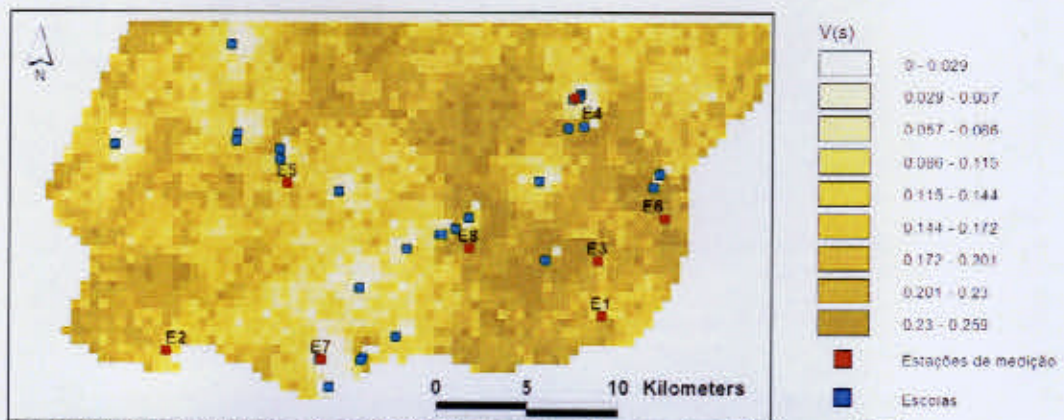 N
E4
E5
E6
E8
E3
E1
E2
E7
0 5 10 Kilometers
V(s)
0 - 0.029
0.029 - 0.057
0.057 - 0.086
0.086 - 0.115
0.115 - 0.144
0.144 - 0.172
0.172 - 0.201
0.201 - 0.23
0.23 - 0.259
Estações de medição
Escolas